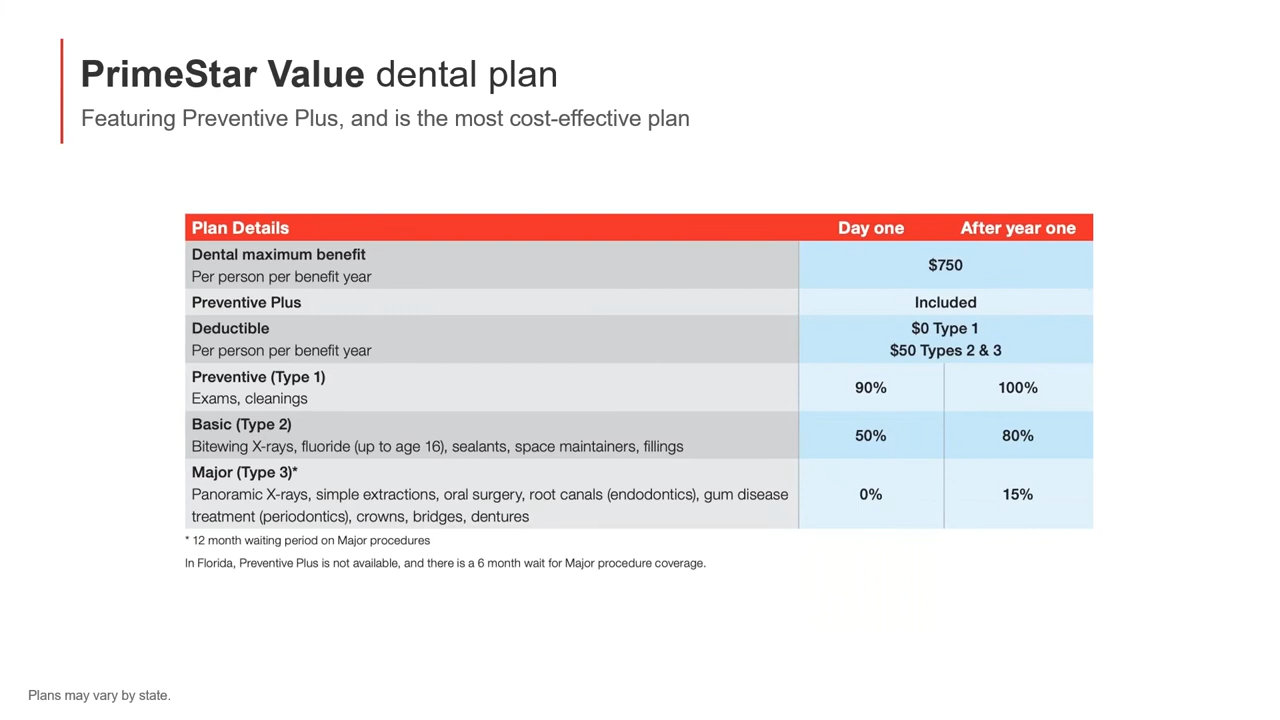 PrimeStar Value dental plan
Featuring Preventive Plus, and is the most cost-effective plan
Plan Details Day one After year one
Dental maximum benefit
Per person per benefit year
$750
Preventive Plus Included
Deductible
Per person per benefit year
$0 Type 1
$50 Types 2 & 3
Preventive (Type 1)
Exams, cleanings
90% 100%
Basic (Type 2)
Bitewing X-rays, fluoride (up to age 16), sealants, space maintainers, fillings
50% 80%
Major (Type 3)*
Panoramic X-rays, simple extractions, oral surgery, root canals (endodontics), gum disease
treatment (periodontics), crowns, bridges, dentures
0% 15%
* 12 month waiting period on Major procedures
In Florida, Preventive Plus is not available, and there is a 6 month wait for Major procedure coverage.
Plans may vary by state.